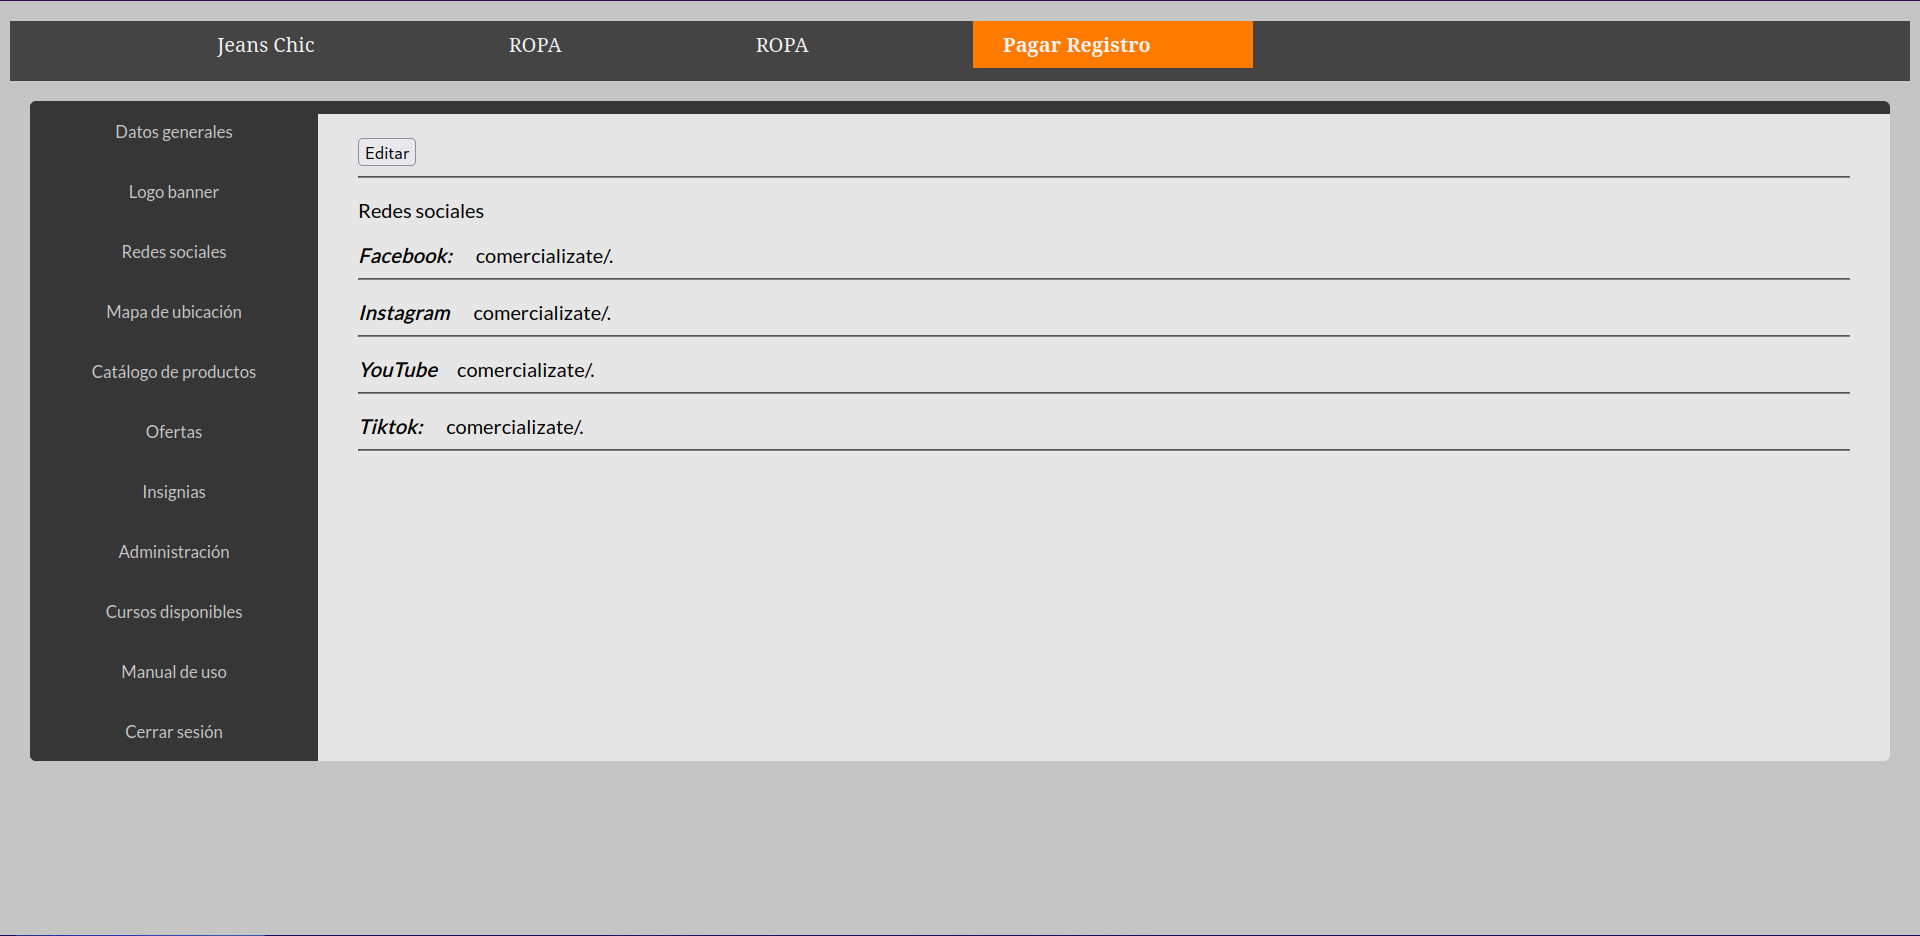 Jeans Chic ROPA ROPA Pagar Registro
Datos generales
Logo banner
Redes sociales
Mapa de ubicación
Catálogo de productos
Ofertas
Insignias
Administración
Cursos disponibles
Manual de uso
Cerrar sesión
Editar
Redes sociales
Facebook: comercializate/.
Instagram comercializate/.
YouTube comercializate/.
Tiktok: comercializate/.